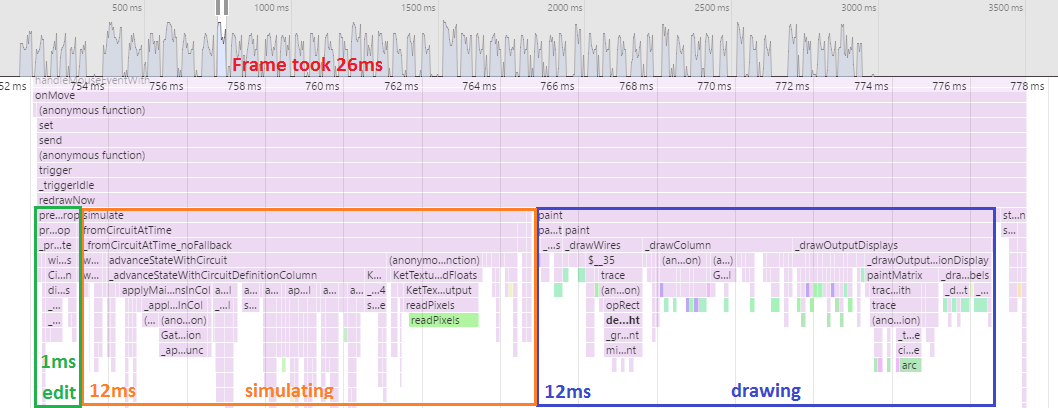 500 ms 1000 ms 1500 ms 2000 ms 2500 ms 3000 ms 3500 ms
Frame took 26ms
handleMouseEventWith
52 ms 754 ms 756 ms 758 ms 760 ms 762 ms 764 ms 766 ms 768 ms 770 ms 772 ms 774 ms 776 ms 778 ms
onMove
(anonymous function)
set
send
(anonymous function)
trigger
_triggerIdle
redrawNow
pre...rop simulate paint st...n
pr...op fromCircuitAtTime pa...t paint s...
_pr...te _fromCircuitAtTime_noFallback _...s _drawWires _drawColumn _drawOutputDisplays
wi...s w... advanceStateWithCircuit (anonymo...nction) $__35 (an...on) (a...) _drawOutput...ionDisplay
Ci...n w... _advanceStateWithCircuitDefinitionColumn K... KetTextu...dFloats trace G...l paintMatrix _dra...bels
di...s applyMai...nsInCol a...l a... ap...l a... a... ..._4 KetTex...utput (an...on) trac...ith _d...t _...s
_... _appl...InCol s... s...e readPixels opRect trace
_... (... (ano...on) readPixels de...ht (ano...ion)
Gat...ion _gr...nt _t...e
_ap...unc mi...nt ci...e
1ms arc
edit 12ms simulating 12ms drawing